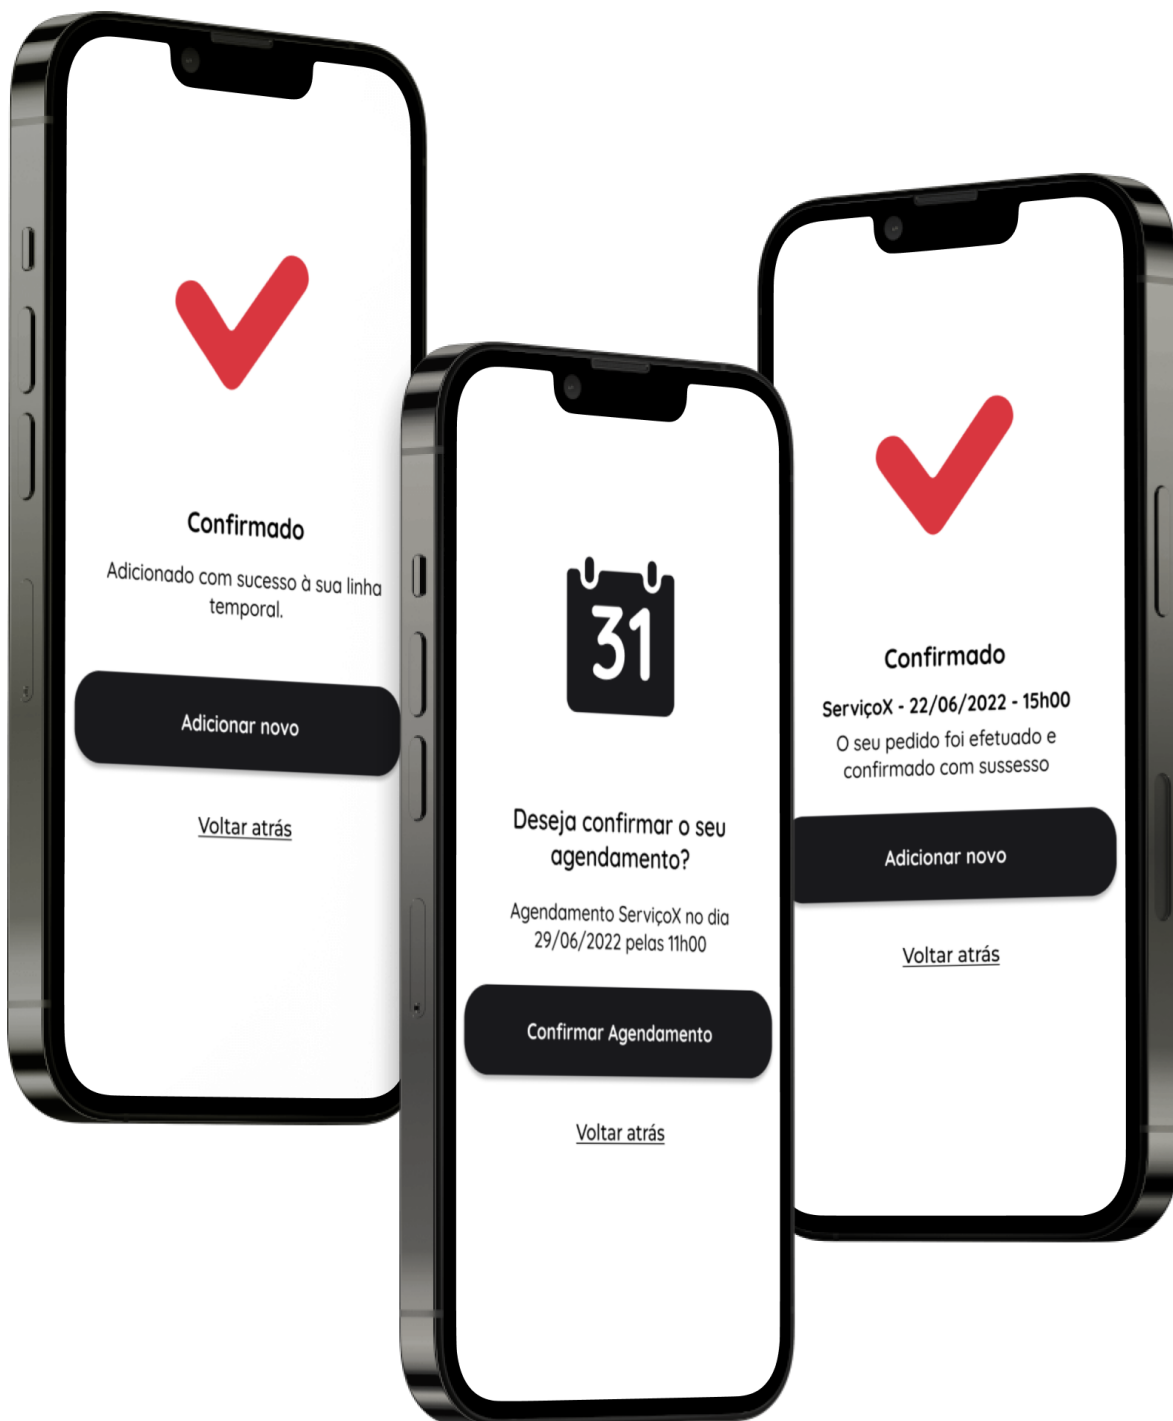 Confirmado
Adicionado com sucesso à sua linha
temporal.
Adicionar novo
Voltar atrás
31
Deseja confirmar o seu
agendamento?
Agendamento ServiçoX no dia
29/06/2022 pelas 11h00
Confirmar Agendamento
Voltar atrás
Confirmado
ServiçoX - 22/06/2022 - 15h00
O seu pedido foi efetuado e
confirmado com sussesso
Adicionar novo
Voltar atrás